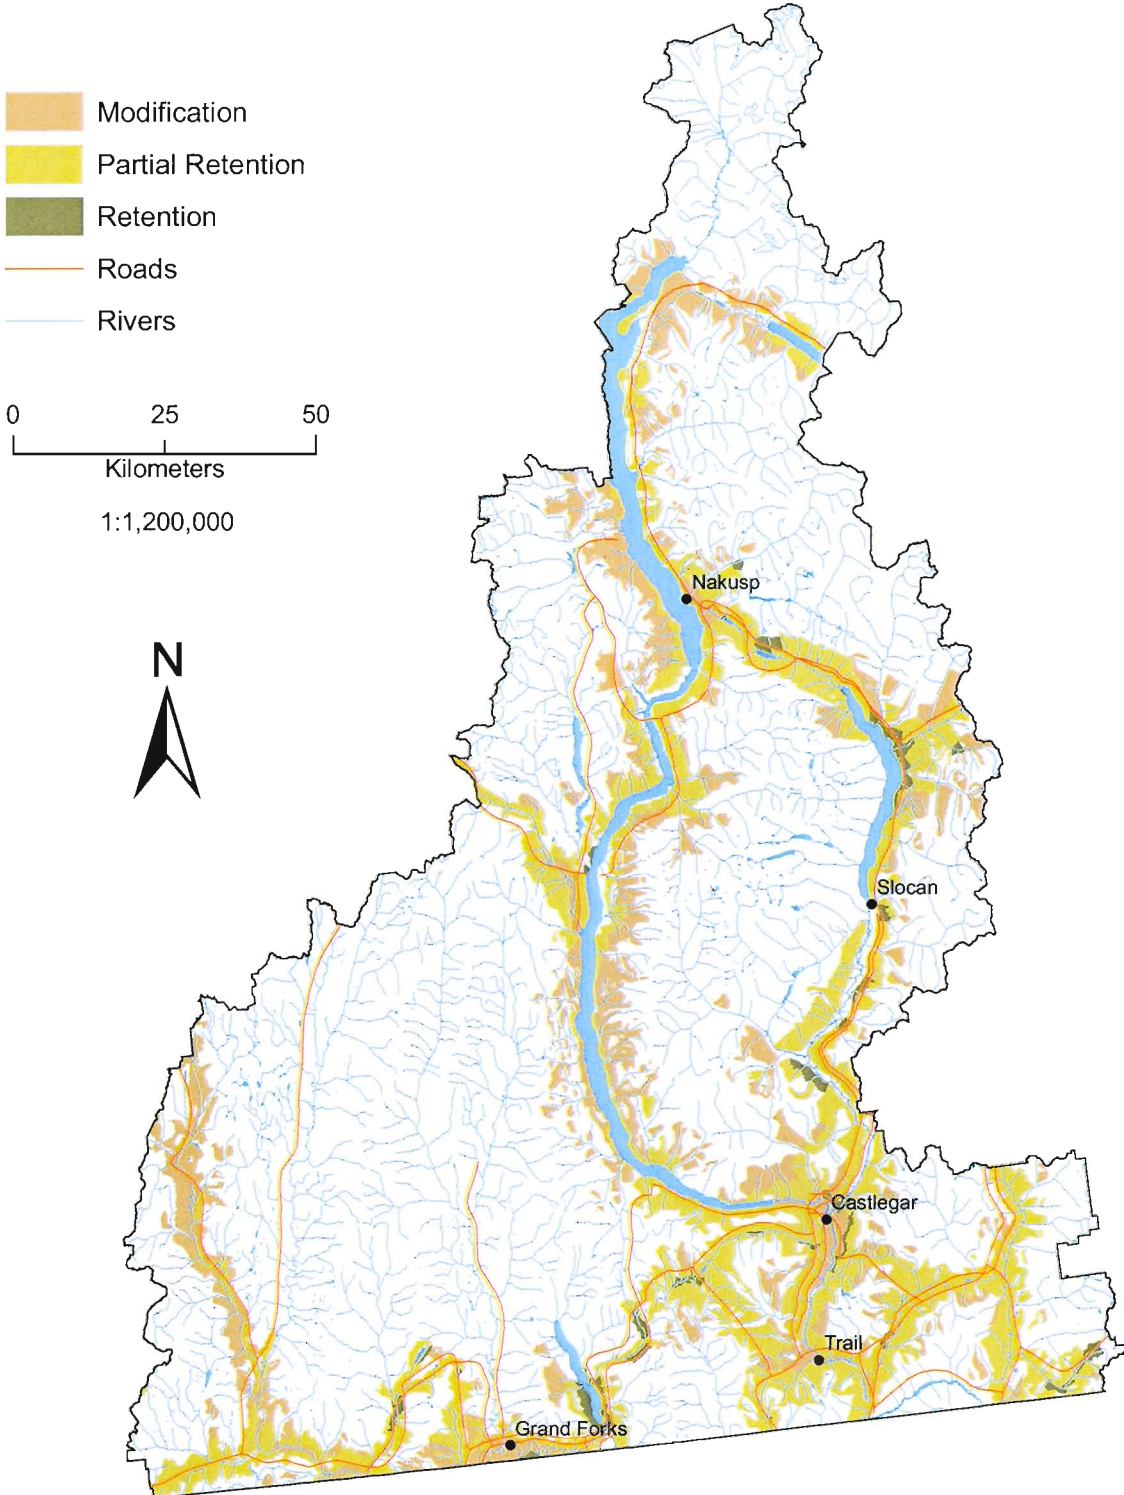 Modification
Partial Retention
Retention
Roads
Rivers
0 25 50
Kilometers
1:1,200,000
N
Nakusp
Slocan
Castlegar
Trail
Grand Forks